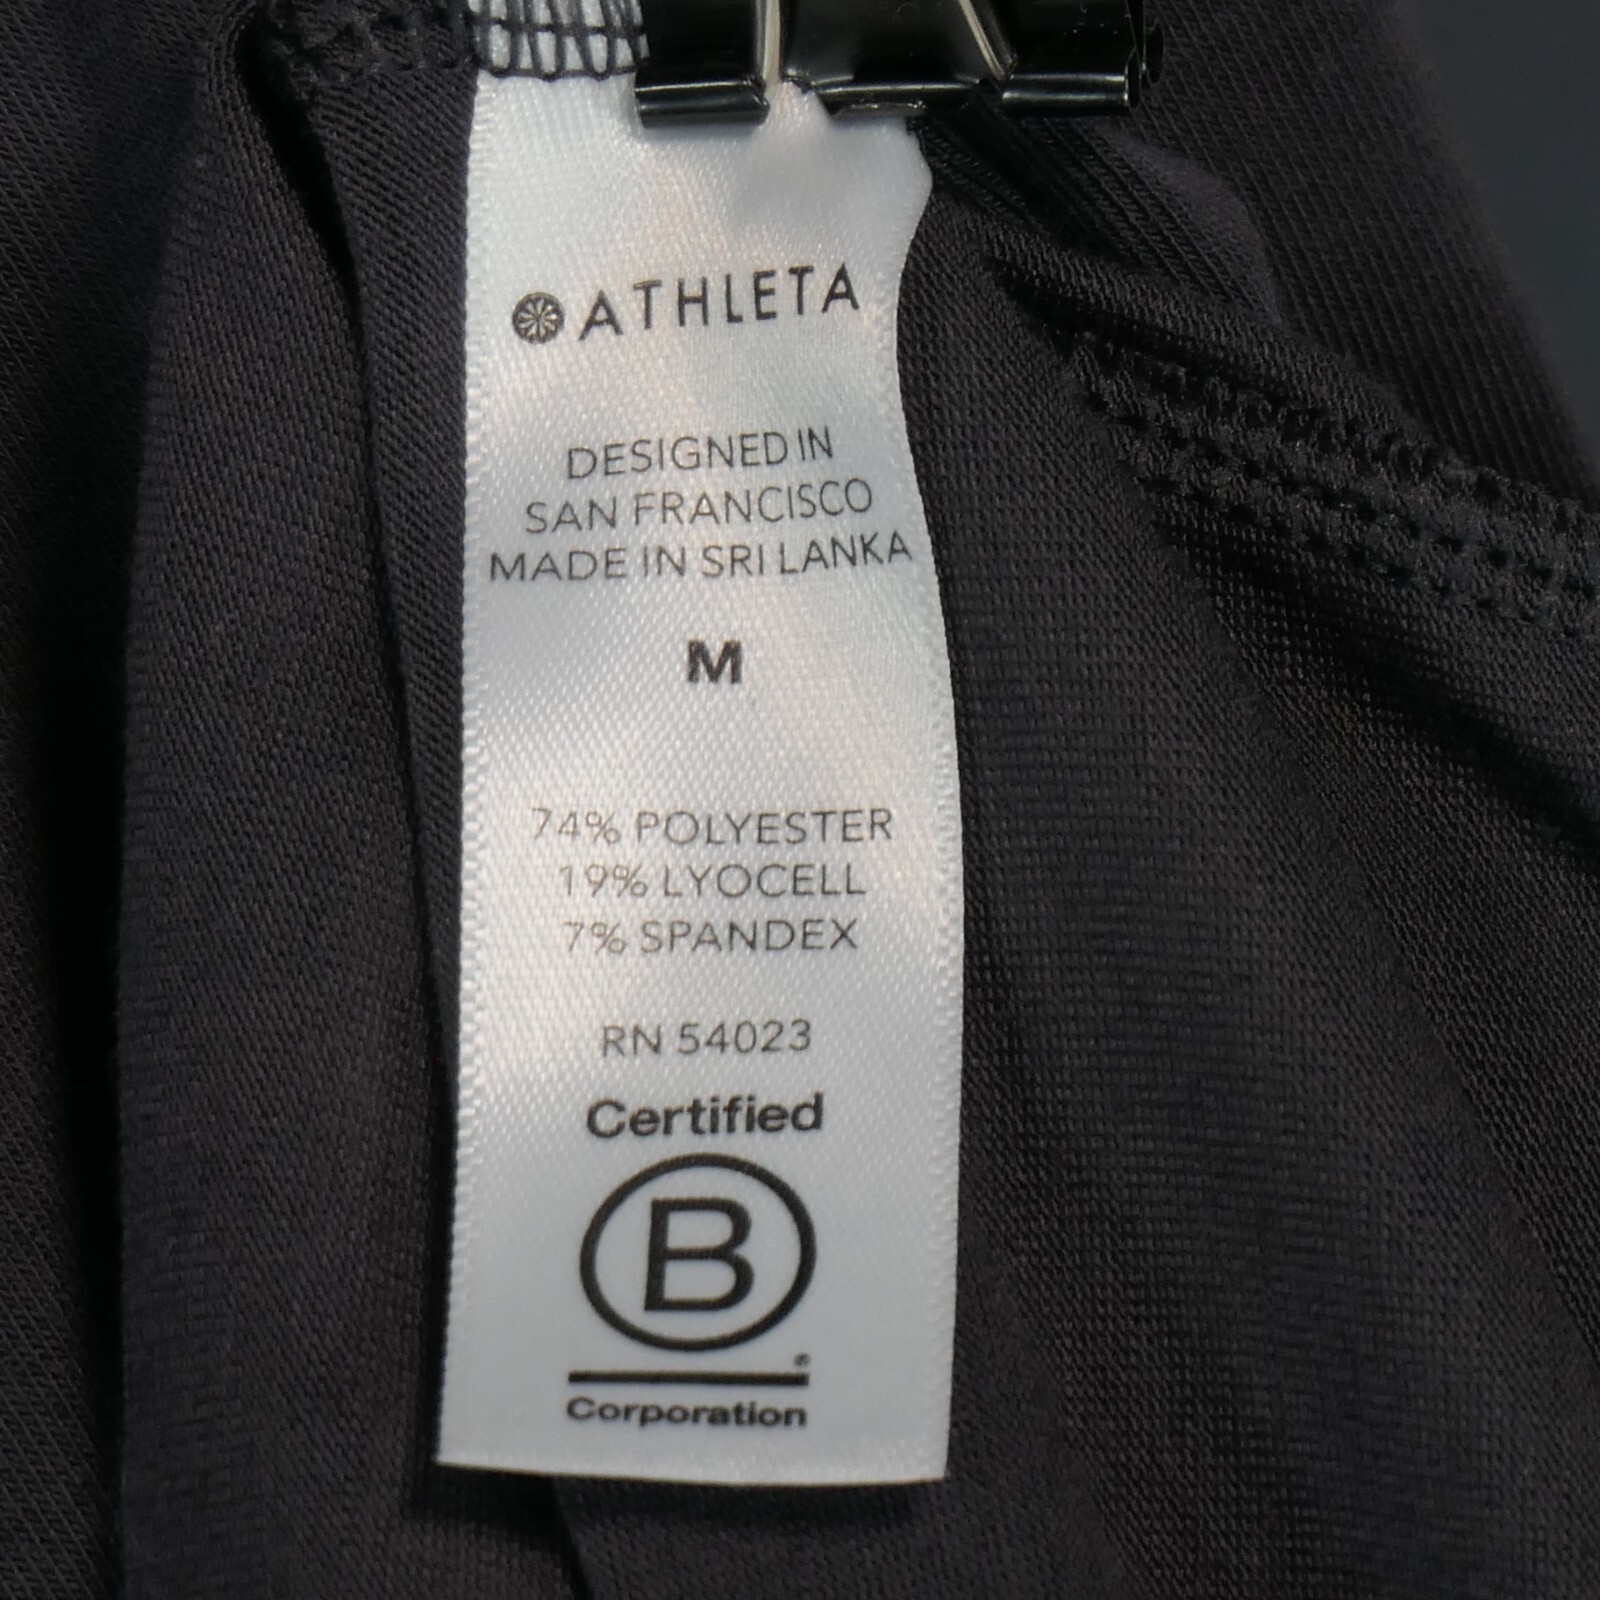 ATHLETA
DESIGNED IN
SAN FRANCISCO
MADE IN SRI LANKA
M
74% POLYESTER
19% LYOCELL
7% SPANDEX
RN 54023
Certified
B
®
Corporation